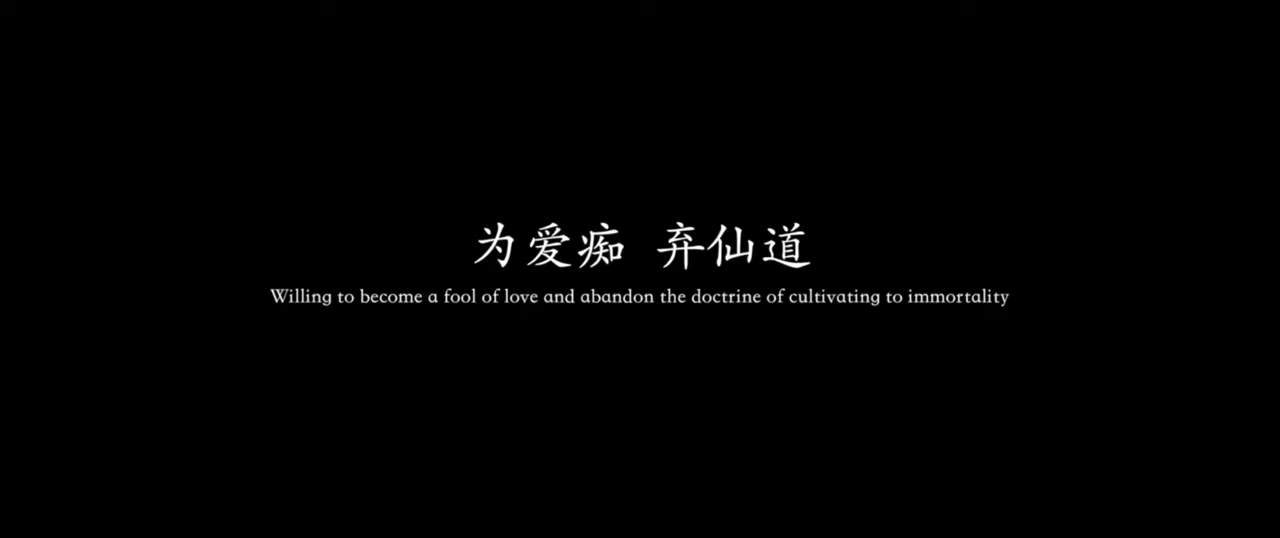 为爱痴 弃仙道
Willing to become a fool of love and abandon the doctrine of cultivating to immortality